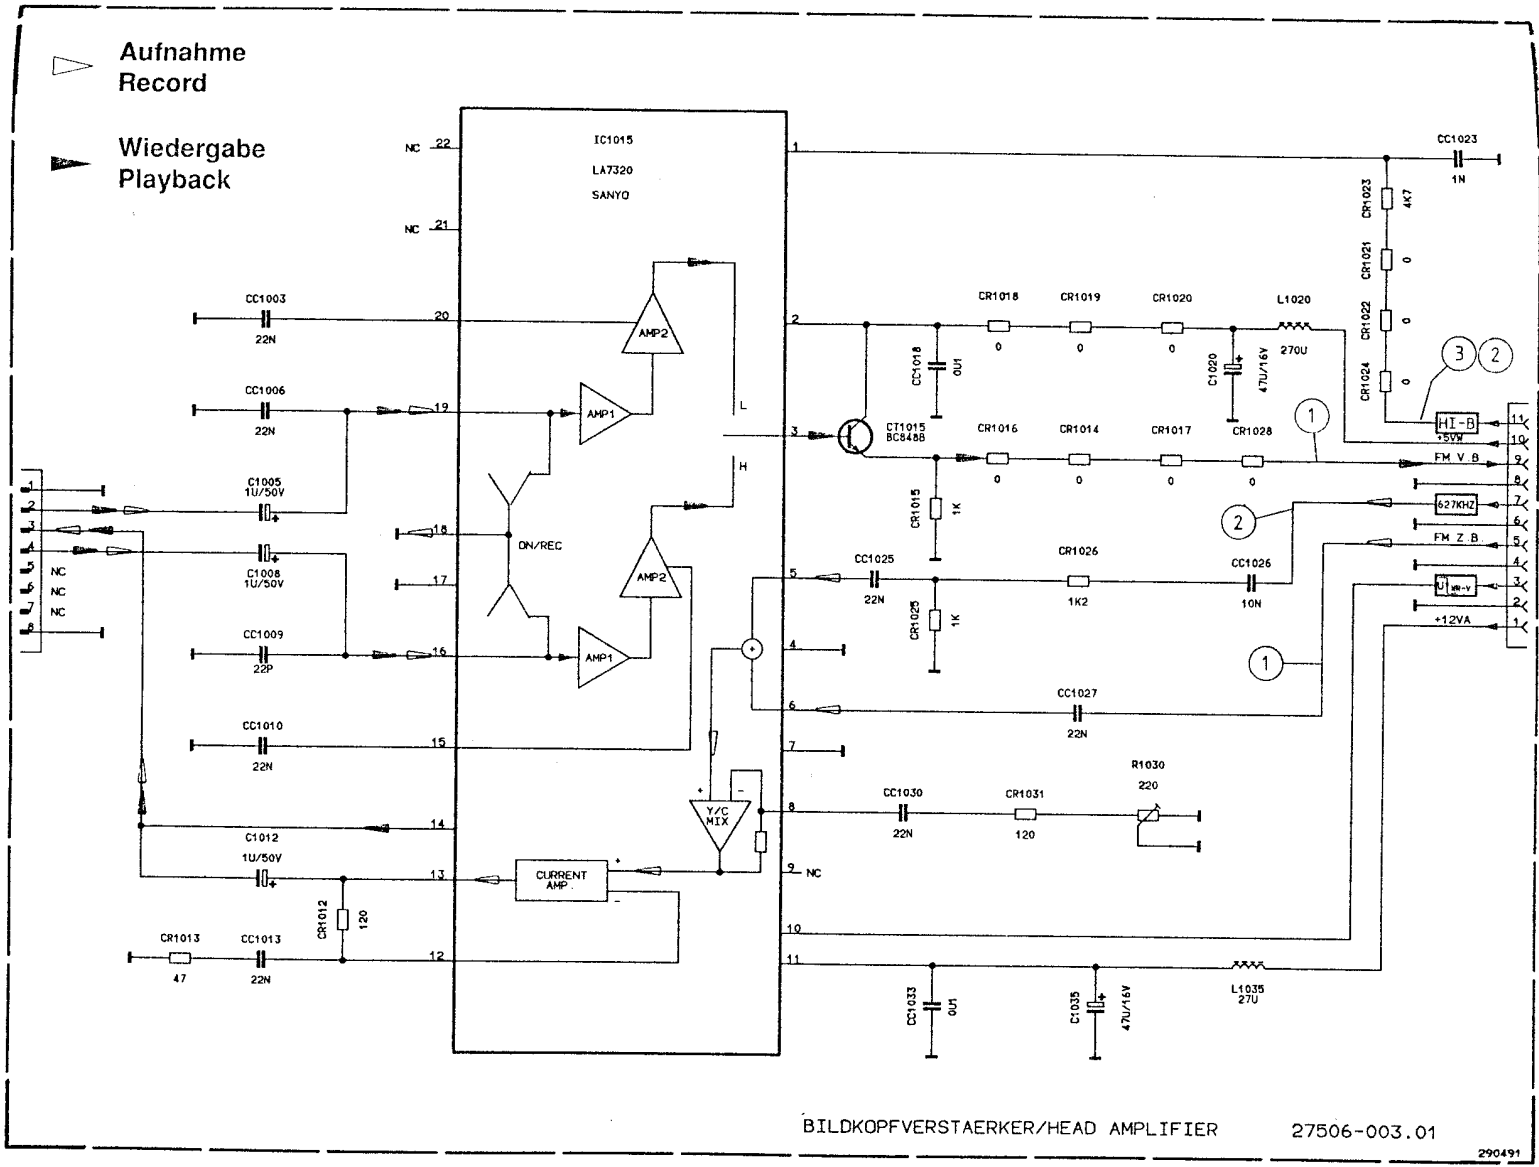 Aufnahme
Record
Wiedergabe
Playback
IC1015
LA7320
SANYO
NC 22
NC 21
CC1003
22N
20
CC1006
22N
19
C1005
1U/50V
+
C1008
1U/50V
+
18
17
CC1009
22P
16
CC1010
22N
15
14
C1012
1U/50V
+
13
CR1012
120
CR1013
47
CC1013
22N
12
1
2
3
4
5 NC
6 NC
7 NC
8
AMP2
AMP1
L
H
ON/REC
AMP2
AMP1
+
+ -
Y/C
MIX
CURRENT
AMP.
+
-
1
CC1023
1N
CR1023
4K7
CR1021
0
CR1022
0
CR1024
0
2
CC1018
0U1
CR1018
0
CR1019
0
CR1020
0
C1020
47U/16V
+
L1020
270U
3 2
3
CT1015
BC848B
CR1015
1K
CR1016
0
CR1014
0
CR1017
0
CR1028
0
1
HI-B 11
+5VW 10
FM V.B 9
8
627KHZ 7
6
FM Z.B 5
4
3
2
+12VA 1
2
5
CC1025
22N
CR1025
1K
CR1026
1K2
CC1026
10N
4
1
6
CC1027
22N
7
8
CC1030
22N
CR1031
120
R1030
220
9 NC
10
11
CC1033
0U1
C1035
47U/16V
+
L1035
27U
BILDKOPFVERSTAERKER/HEAD AMPLIFIER 27506-003.01
290491